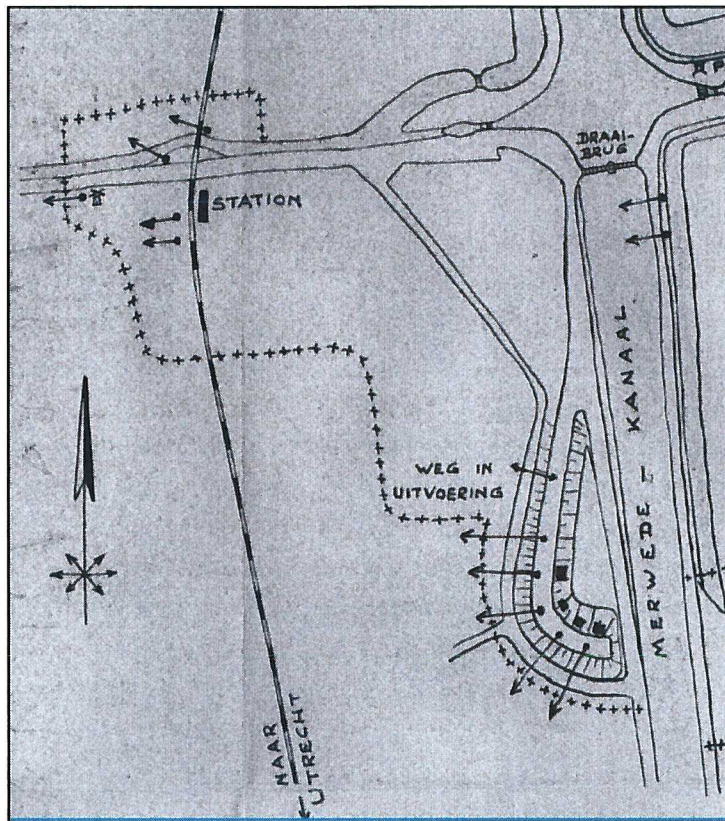 DRAAI-
BRUG
STATION
WEG IN
UITVOERING
MERWEDE - KANAAL
NAAR
UTRECHT